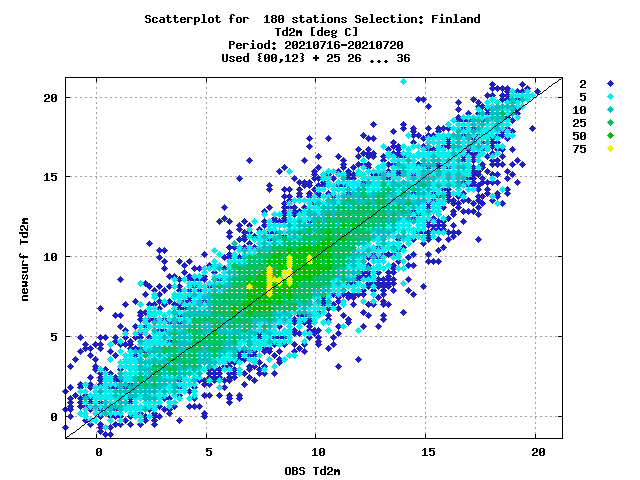 Scatterplot for 180 stations Selection: Finland
Td2m [deg C]
Period: 20210716-20210720
Used {00,12} + 25 26 ... 36
2
5
10
25
50
75
20
15
10
5
0
newsurf Td2m
0 5 10 15 20
OBS Td2m